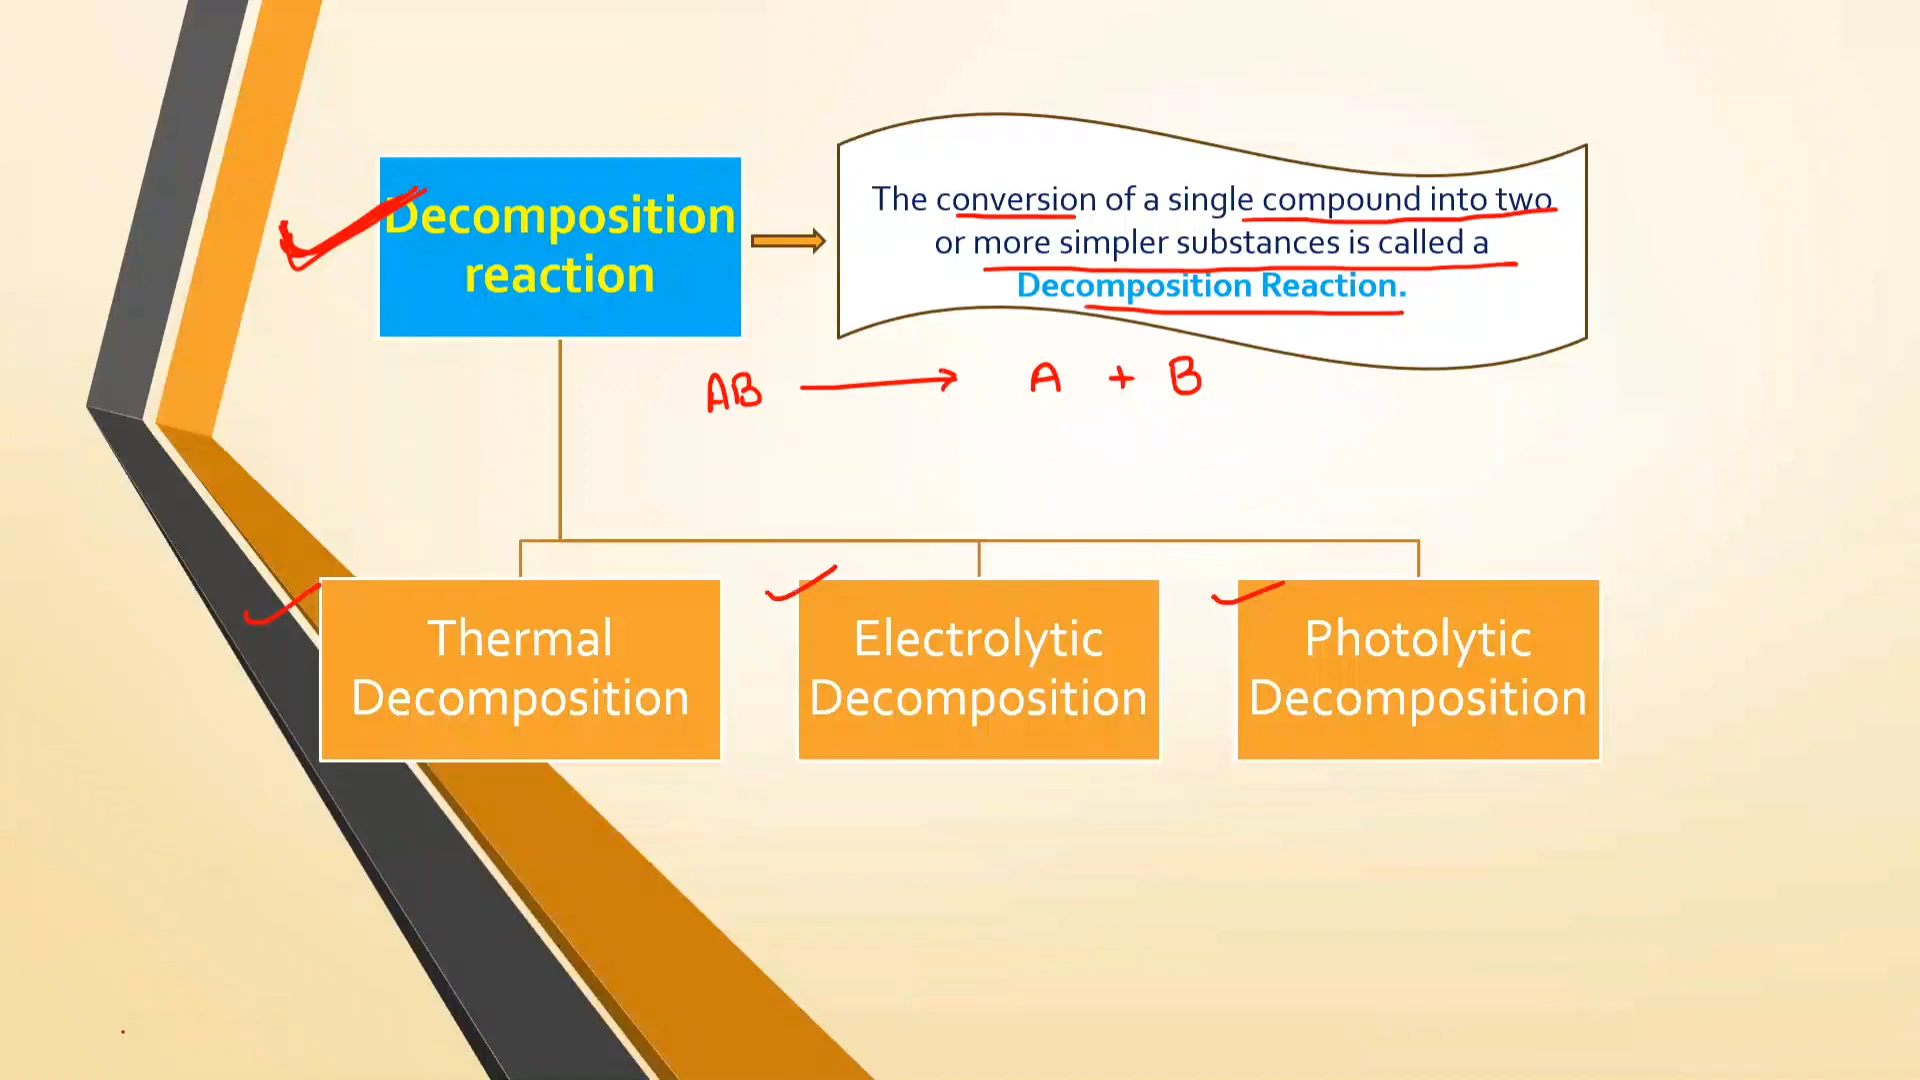 Decomposition
reaction
The conversion of a single compound into two
or more simpler substances is called a
Decomposition Reaction.
AB ⟶ A + B
Thermal
Decomposition
Electrolytic
Decomposition
Photolytic
Decomposition